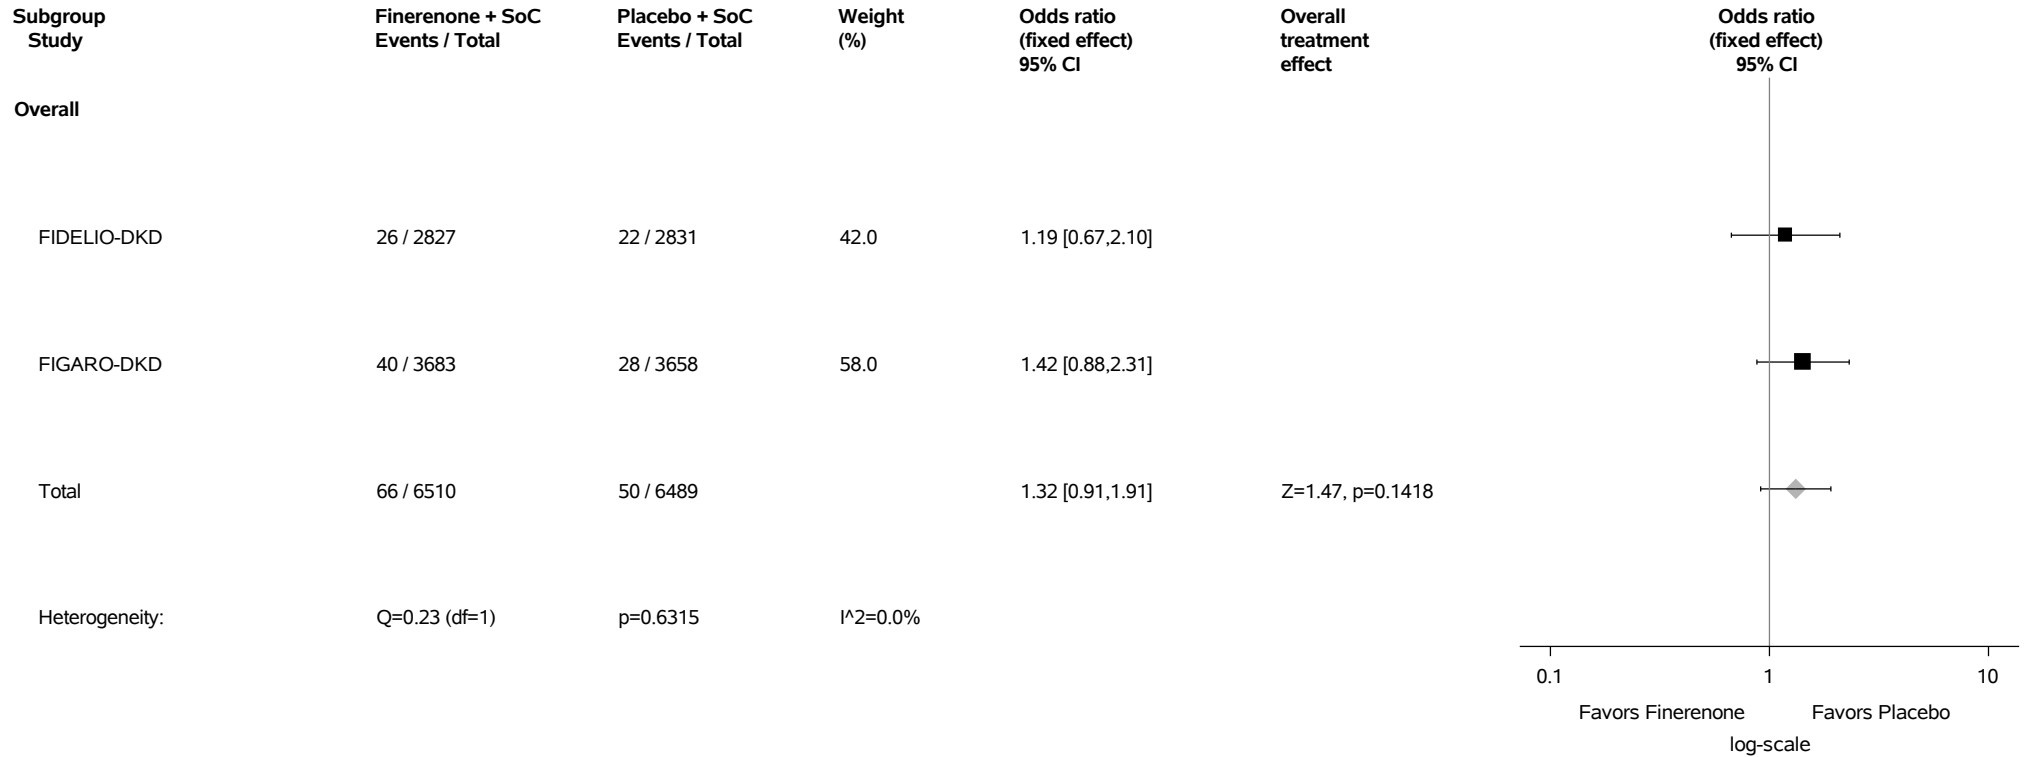 Subgroup Finerenone + SoC Placebo + SoC Weight Odds ratio Overall Odds ratio
Study Events / Total Events / Total (%) (fixed effect) treatment (fixed effect)
95% CI effect 95% CI
Overall
FIDELIO-DKD 26 / 2827 22 / 2831 42.0 1.19 [0.67,2.10]
FIGARO-DKD 40 / 3683 28 / 3658 58.0 1.42 [0.88,2.31]
Total 66 / 6510 50 / 6489 1.32 [0.91,1.91] Z=1.47, p=0.1418
Heterogeneity: Q=0.23 (df=1) p=0.6315 I^2=0.0%
0.1 1 10
Favors Finerenone Favors Placebo
log-scale